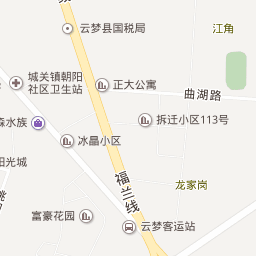 云梦县国税局
江角
城关镇朝阳
社区卫生站
正大公寓
曲湖路
森水族
拆迁小区113号
冰晶小区
阳光城
福兰线
龙家岗
富豪花园
云梦客运站